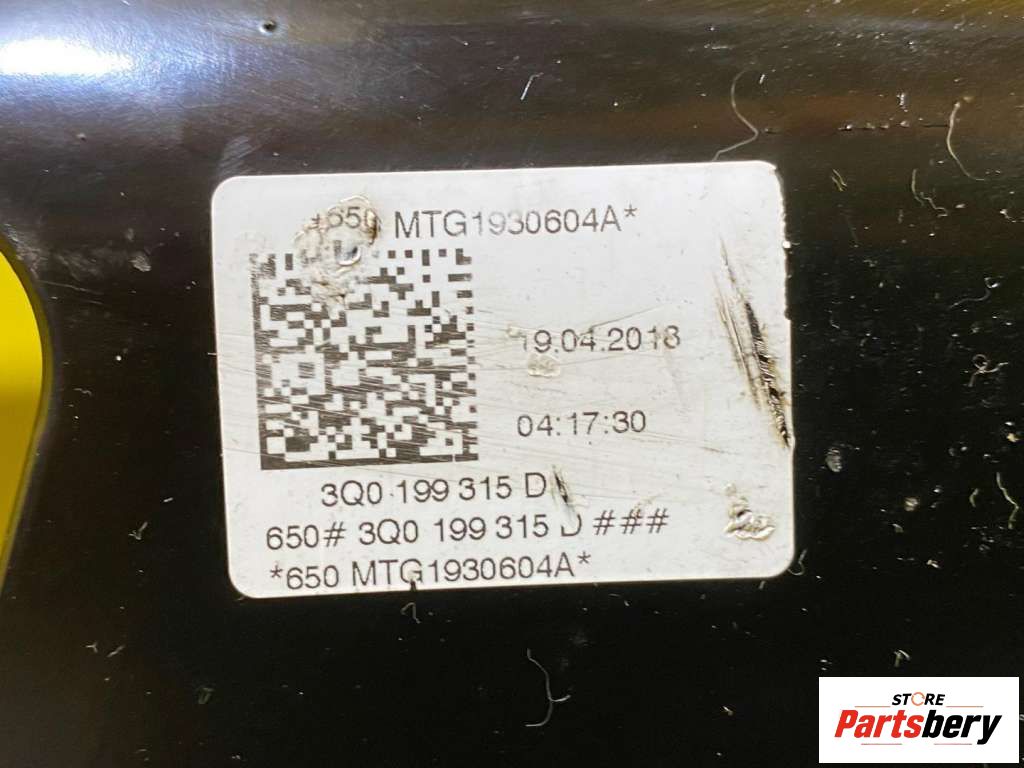 *650 MTG1930604A*
19.04.2018
04:17:30
3Q0 199 315 D
650# 3Q0 199 315 D ###
*650 MTG1930604A*
STORE
Partsbery